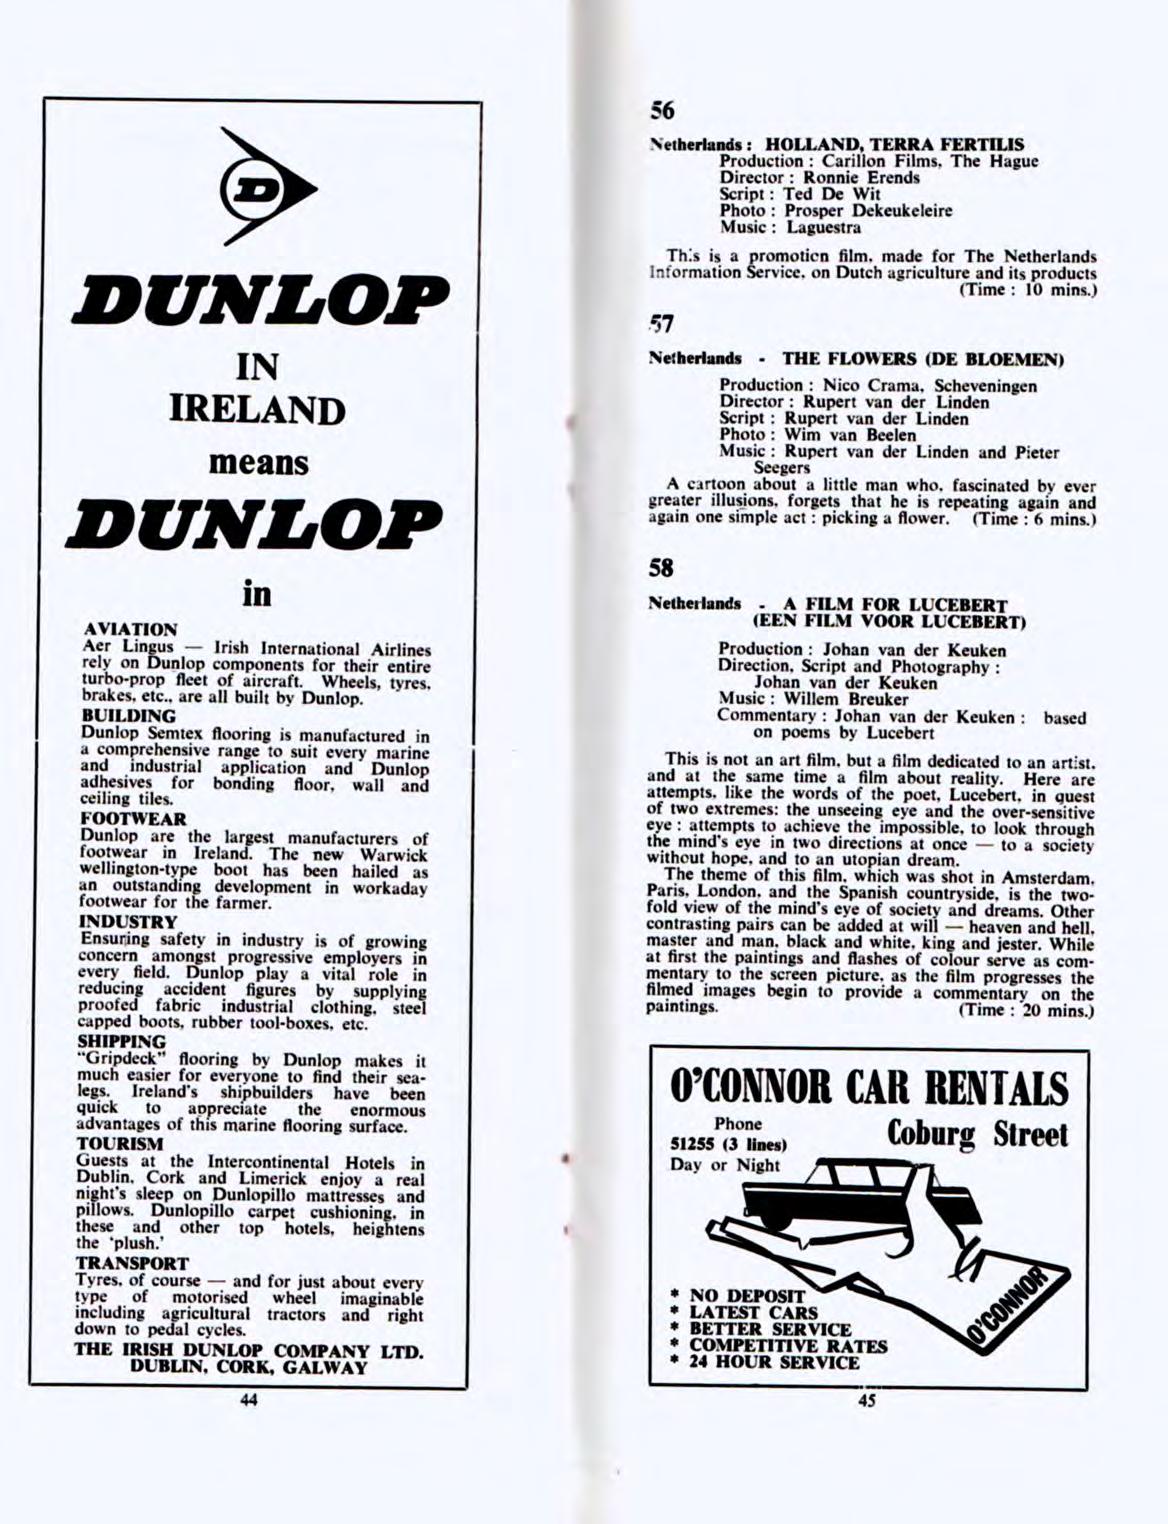 D
DUNLOP
IN
IRELAND
means
DUNLOP
in
AVIATION
Aer Lingus — Irish International Airlines
rely on Dunlop components for their entire
turbo-prop fleet of aircraft. Wheels, tyres,
brakes, etc., are all built by Dunlop.
BUILDING
Dunlop Semtex flooring is manufactured in
a comprehensive range to suit every marine
and industrial application and Dunlop
adhesives for bonding floor, wall and
ceiling tiles.
FOOTWEAR
Dunlop are the largest manufacturers of
footwear in Ireland. The new Warwick
wellington-type boot has been hailed as
an outstanding development in workaday
footwear for the farmer.
INDUSTRY
Ensuring safety in industry is of growing
concern amongst progressive employers in
every field. Dunlop play a vital role in
reducing accident figures by supplying
proofed fabric industrial clothing, steel
capped boots, rubber tool-boxes, etc.
SHIPPING
"Gripdeck" flooring by Dunlop makes it
much easier for everyone to find their sea-
legs. Ireland's shipbuilders have been
quick to appreciate the enormous
advantages of this marine flooring surface.
TOURISM
Guests at the Intercontinental Hotels in
Dublin, Cork and Limerick enjoy a real
night's sleep on Dunlopillo mattresses and
pillows. Dunlopillo carpet cushioning, in
these and other top hotels, heightens
the 'plush.'
TRANSPORT
Tyres, of course — and for just about every
type of motorised wheel imaginable
including agricultural tractors and right
down to pedal cycles.
THE IRISH DUNLOP COMPANY LTD.
DUBLIN, CORK, GALWAY
44
56
Netherlands : HOLLAND, TERRA FERTILIS
Production : Carillon Films, The Hague
Director : Ronnie Erends
Script : Ted De Wit
Photo : Prosper Dekeukeleire
Music : Laguestra
This is a promotion film, made for The Netherlands
Information Service, on Dutch agriculture and its products
(Time : 10 mins.)
57
Netherlands - THE FLOWERS (DE BLOEMEN)
Production : Nico Crama, Scheveningen
Director : Rupert van der Linden
Script : Rupert van der Linden
Photo : Wim van Beelen
Music : Rupert van der Linden and Pieter
Seegers
A cartoon about a little man who, fascinated by ever
greater illusions, forgets that he is repeating again and
again one simple act : picking a flower. (Time : 6 mins.)
58
Netherlands - A FILM FOR LUCEBERT
(EEN FILM VOOR LUCEBERT)
Production : Johan van der Keuken
Direction, Script and Photography :
Johan van der Keuken
Music : Willem Breuker
Commentary : Johan van der Keuken : based
on poems by Lucebert
This is not an art film, but a film dedicated to an artist,
and at the same time a film about reality. Here are
attempts, like the words of the poet, Lucebert, in quest
of two extremes: the unseeing eye and the over-sensitive
eye : attempts to achieve the impossible, to look through
the mind's eye in two directions at once — to a society
without hope, and to an utopian dream.
The theme of this film, which was shot in Amsterdam,
Paris, London, and the Spanish countryside, is the two-
fold view of the mind's eye of society and dreams. Other
contrasting pairs can be added at will — heaven and hell,
master and man, black and white, king and jester. While
at first the paintings and flashes of colour serve as com-
mentary to the screen picture, as the film progresses the
filmed images begin to provide a commentary on the
paintings. (Time : 20 mins.)
O'CONNOR CAR RENTALS
Phone
51255 (3 lines)
Day or Night
Coburg Street
O'CONNOR
* NO DEPOSIT
* LATEST CARS
* BETTER SERVICE
* COMPETITIVE RATES
* 24 HOUR SERVICE
45